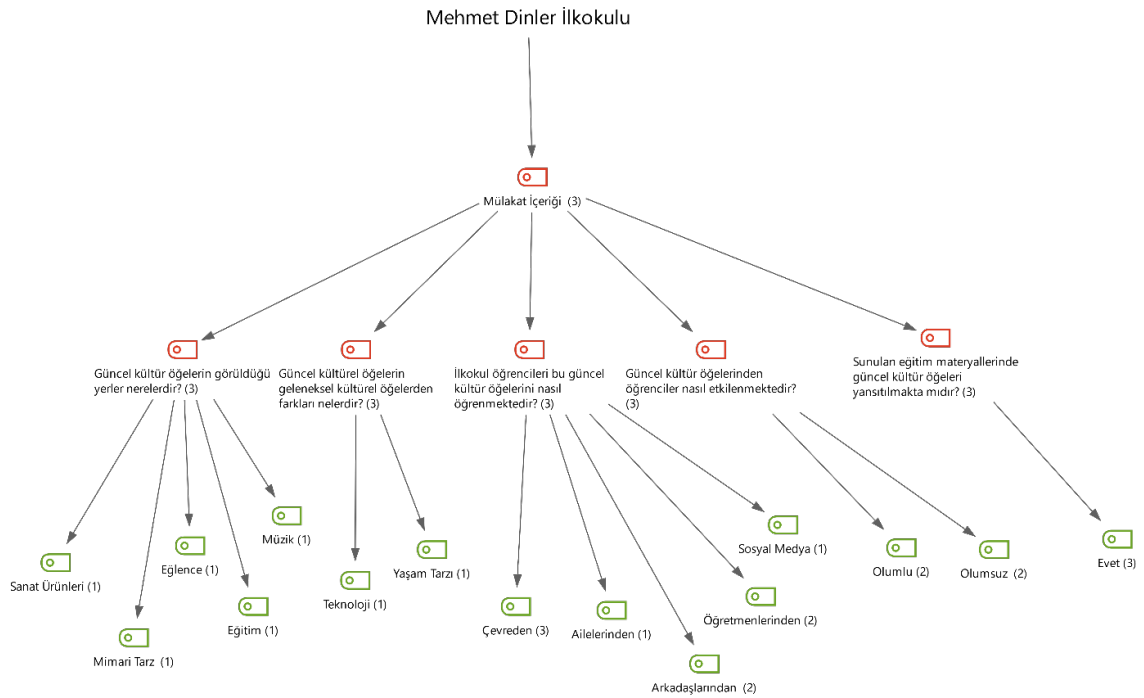 Mehmet Dinler İlkokulu
Mülakat İçeriği (3)
Güncel kültür öğelerin görüldüğü
yerler nerelerdir? (3)
Güncel kültürel öğelerin
geleneksel kültürel öğelerden
farkları nelerdir? (3)
İlkokul öğrencileri bu güncel
kültür öğelerini nasıl
öğrenmektedir? (3)
Güncel kültür öğelerinden
öğrenciler nasıl etkilenmektedir?
(3)
Sunulan eğitim materyallerinde
güncel kültür öğeleri
yansıtılmakta mıdır? (3)
Sanat Ürünleri (1)
Mimari Tarz (1)
Eğlence (1)
Eğitim (1)
Müzik (1)
Teknoloji (1)
Yaşam Tarzı (1)
Çevreden (3)
Ailelerinden (1)
Arkadaşlarından (2)
Öğretmenlerinden (2)
Sosyal Medya (1)
Olumlu (2)
Olumsuz (2)
Evet (3)